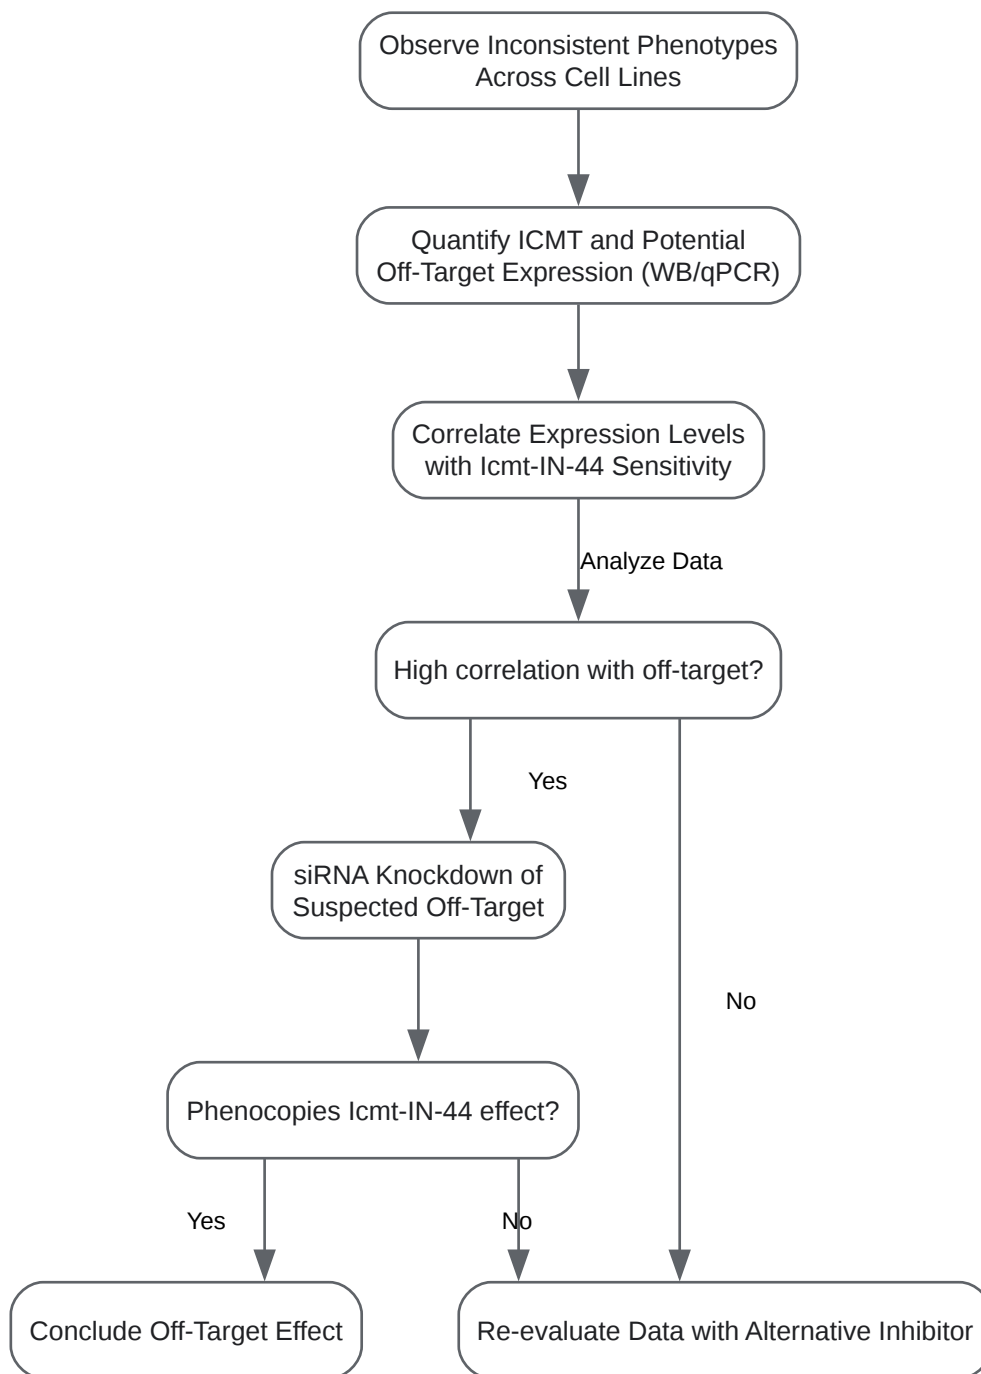 Observe Inconsistent Phenotypes
Across Cell Lines
Quantify ICMT and Potential
Off-Target Expression (WB/qPCR)
Correlate Expression Levels
with Icmt-IN-44 Sensitivity
Analyze Data
High correlation with off-target?
Yes
siRNA Knockdown of
Suspected Off-Target
No
Phenocopies Icmt-IN-44 effect?
Yes
No
Conclude Off-Target Effect
Re-evaluate Data with Alternative Inhibitor